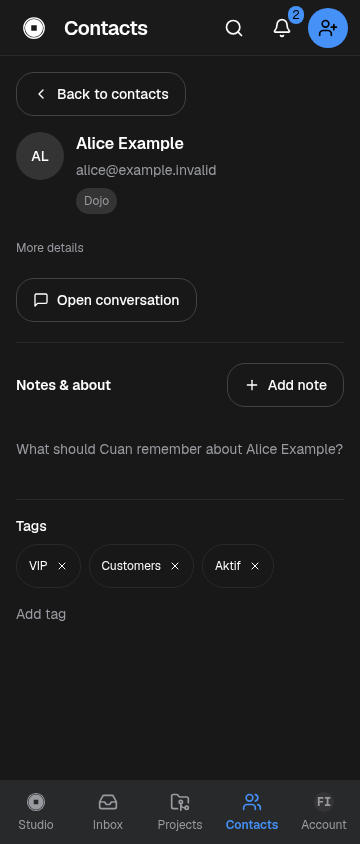 Contacts
2
Back to contacts
AL
Alice Example
alice@example.invalid
Dojo
More details
Open conversation
Notes & about
Add note
What should Cuan remember about Alice Example?
Tags
VIP
Customers
Aktif
Add tag
FI
Studio
Inbox
Projects
Contacts
Account